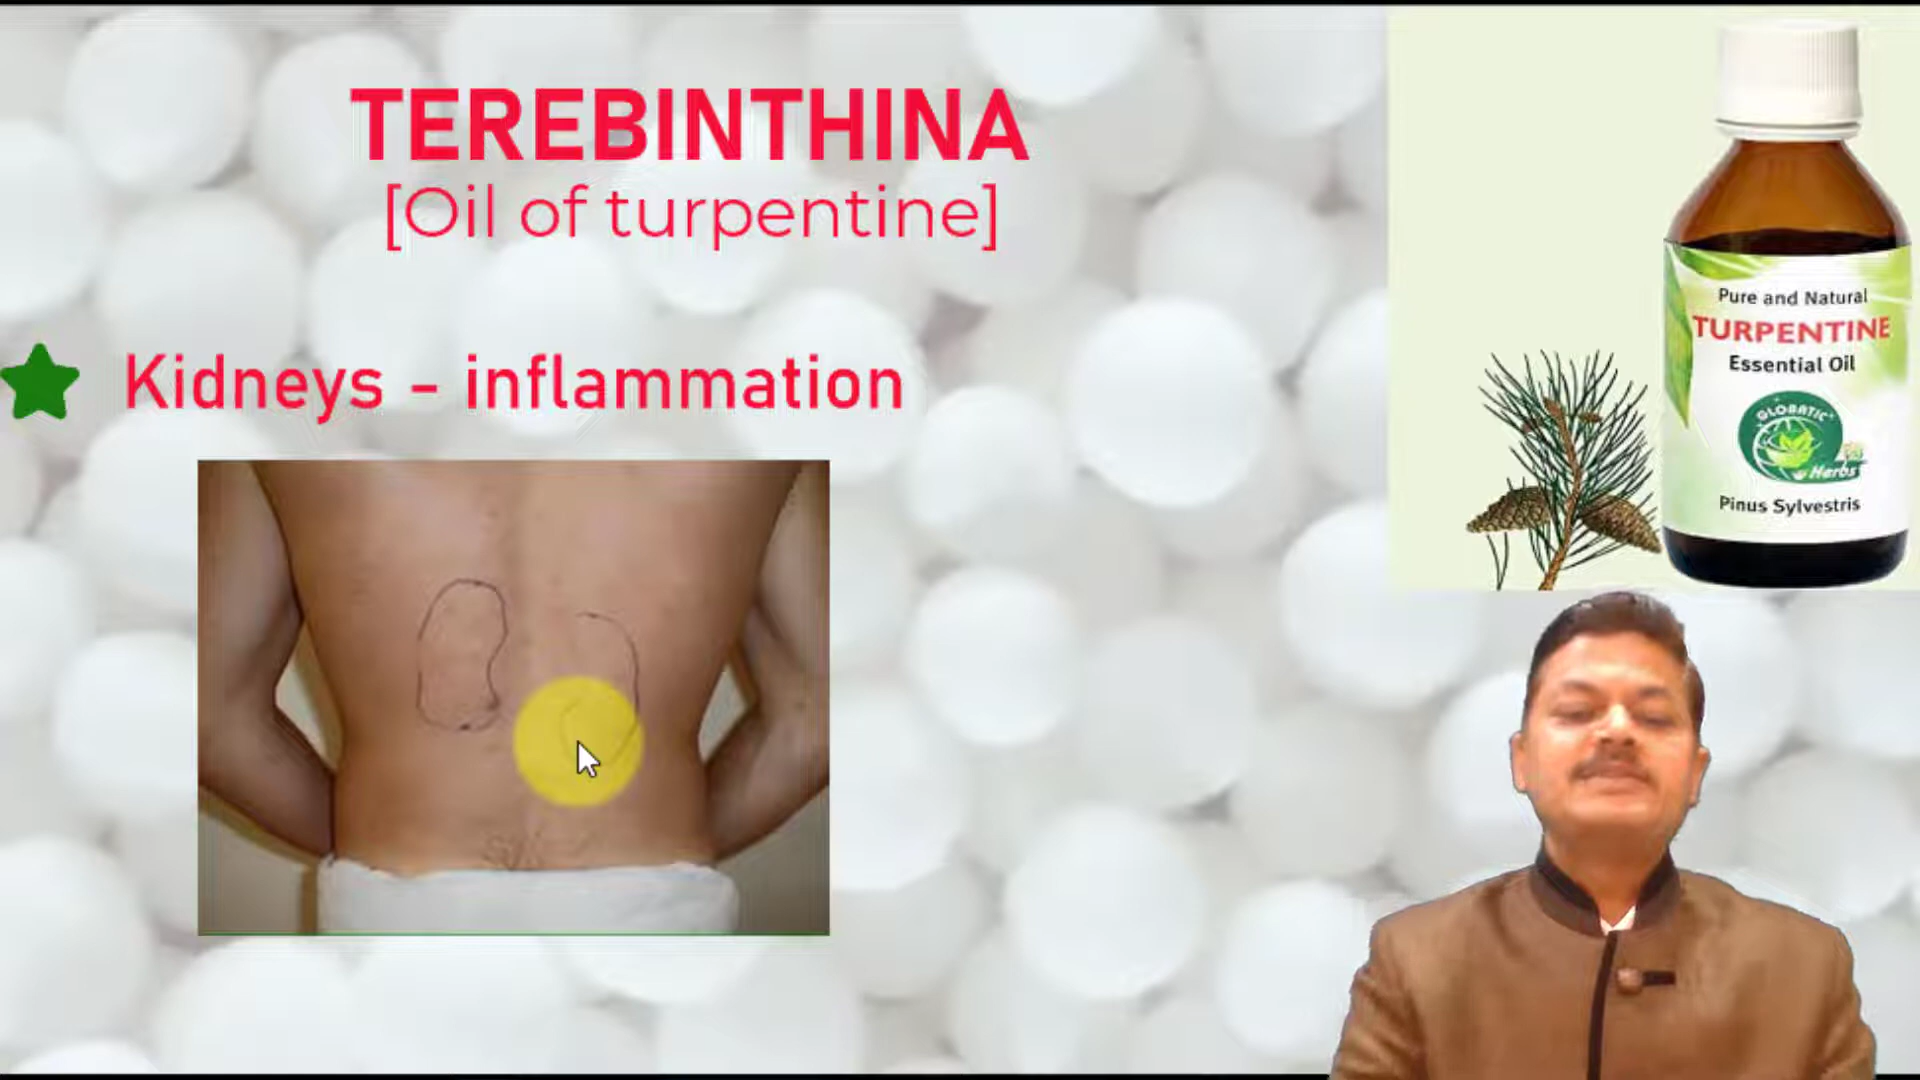 TEREBINTHINA
[Oil of turpentine]
Kidneys - inflammation
Pure and Natural
TURPENTINE
Essential Oil
GLOBATIC
Herbs
Pinus Sylvestris